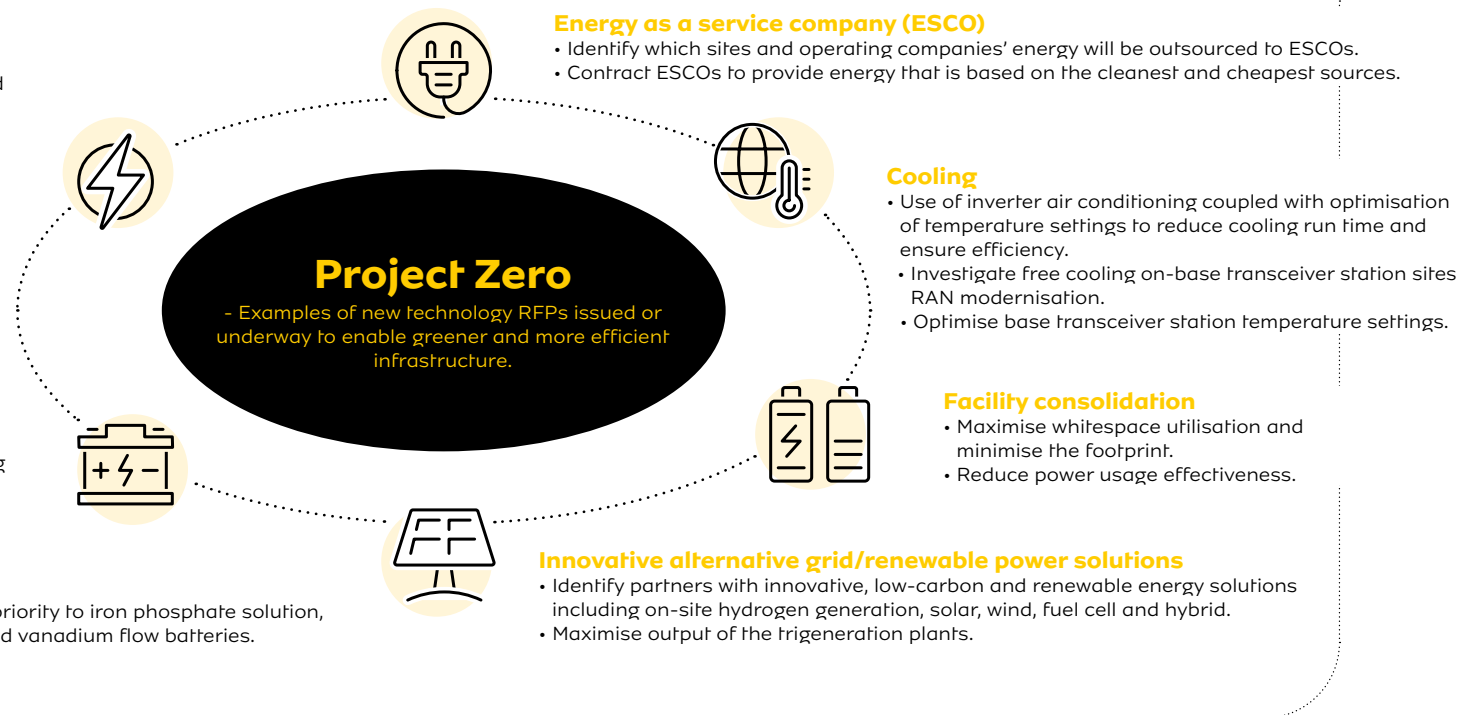 Energy as a service company (ESCO)
• Identify which sites and operating companies' energy will be outsourced to ESCOs.
• Contract ESCOs to provide energy that is based on the cleanest and cheapest sources.
Cooling
• Use of inverter air conditioning coupled with optimisation
of temperature settings to reduce cooling run time and
ensure efficiency.
• Investigate free cooling on-base transceiver station sites
RAN modernisation.
• Optimise base transceiver station temperature settings.
Project Zero
- Examples of new technology RFPs issued or
underway to enable greener and more efficient
infrastructure.
Facility consolidation
• Maximise whitespace utilisation and
minimise the footprint.
• Reduce power usage effectiveness.
Innovative alternative grid/renewable power solutions
• Identify partners with innovative, low-carbon and renewable energy solutions
including on-site hydrogen generation, solar, wind, fuel cell and hybrid.
• Maximise output of the trigeneration plants.
priority to iron phosphate solution,
vanadium flow batteries.